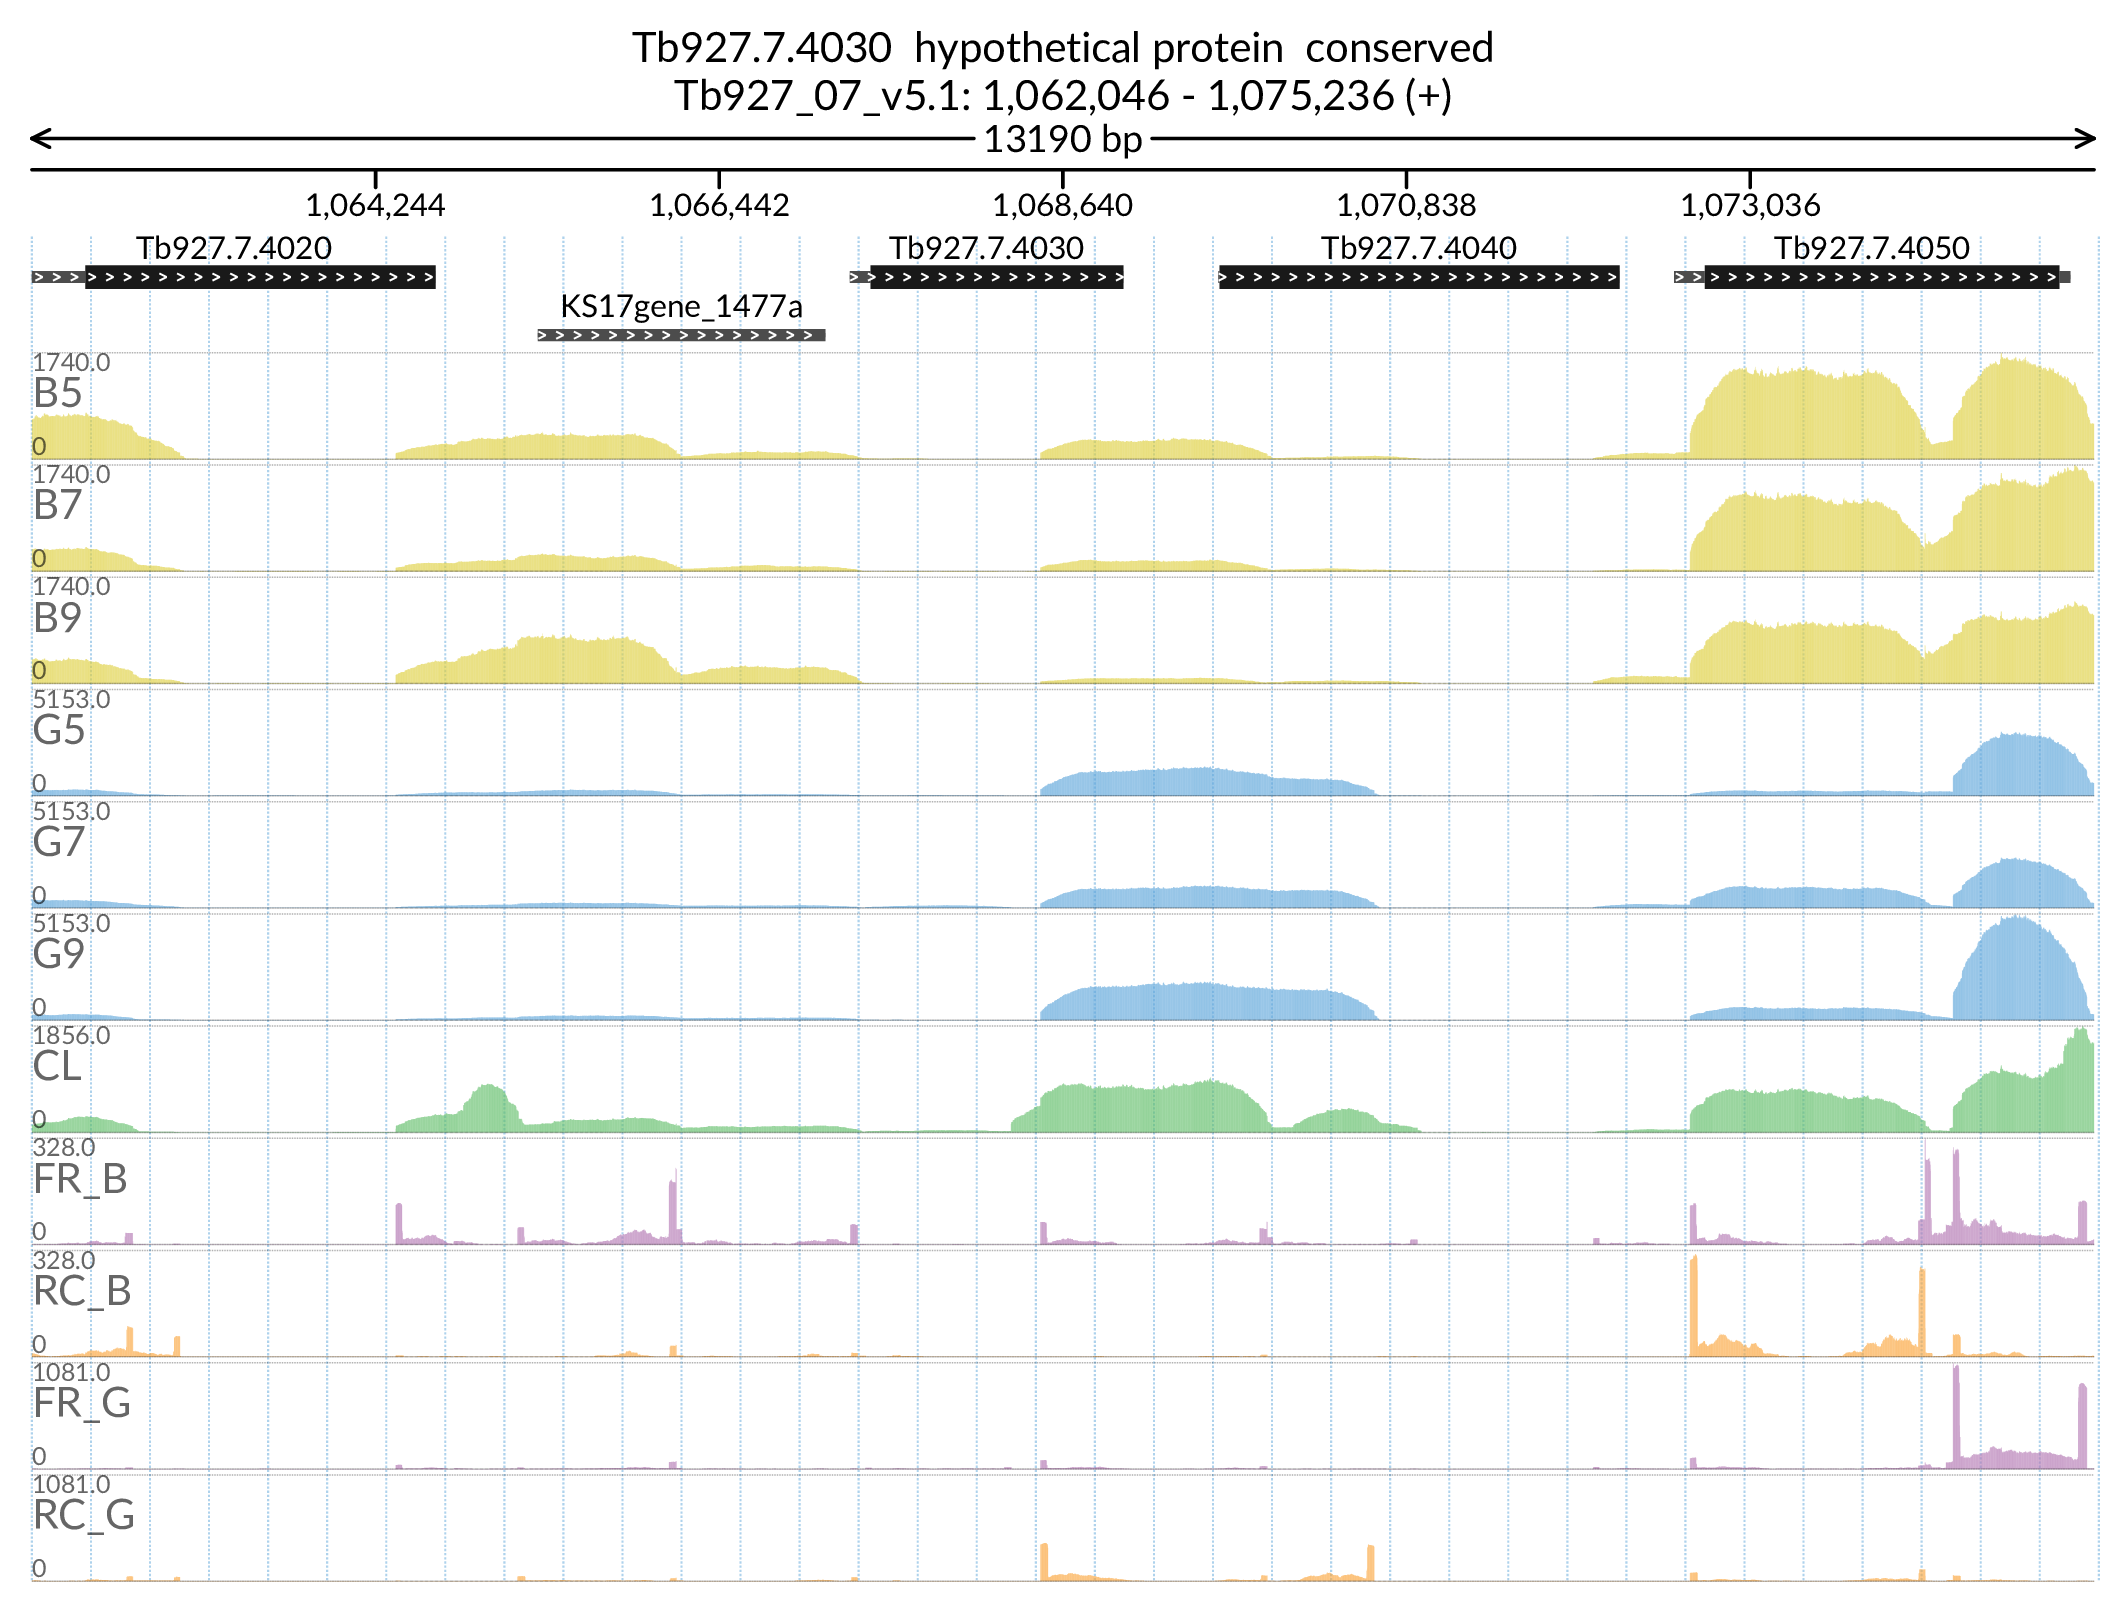 Tb927.7.4030  hypothetical protein  conserved
Tb927_07_v5.1: 1,062,046 - 1,075,236 (+)
13190 bp
1,064,244 1,066,442 1,068,640 1,070,838 1,073,036
Tb927.7.4020 Tb927.7.4030 Tb927.7.4040 Tb927.7.4050
KS17gene_1477a
1740.0
B5
0
1740.0
B7
0
1740.0
B9
0
5153.0
G5
0
5153.0
G7
0
5153.0
G9
0
1856.0
CL
0
328.0
FR_B
0
328.0
RC_B
0
1081.0
FR_G
0
1081.0
RC_G
0